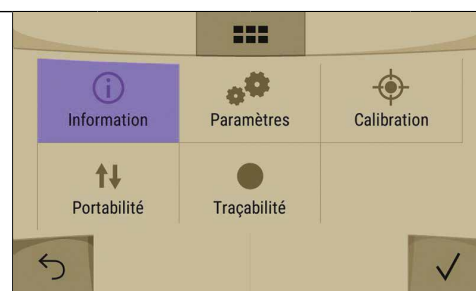 Information
Paramètres
Calibration
Portabilité
Traçabilité